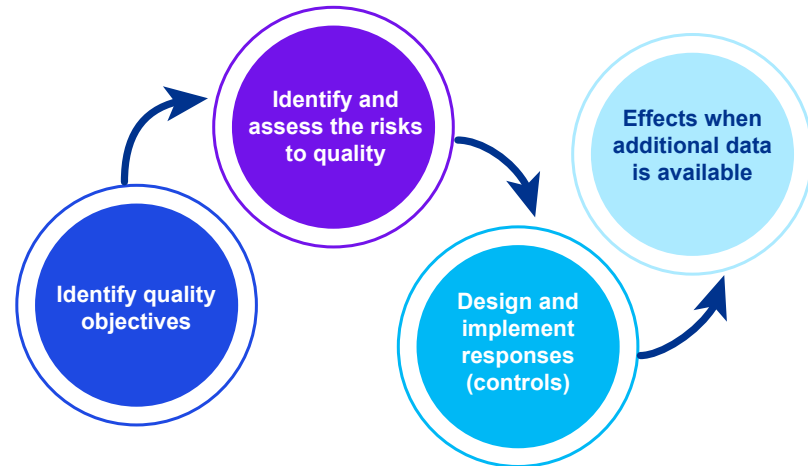 Identify quality
objectives
Identify and
assess the risks
to quality
Design and
implement
responses
(controls)
Effects when
additional data
is available